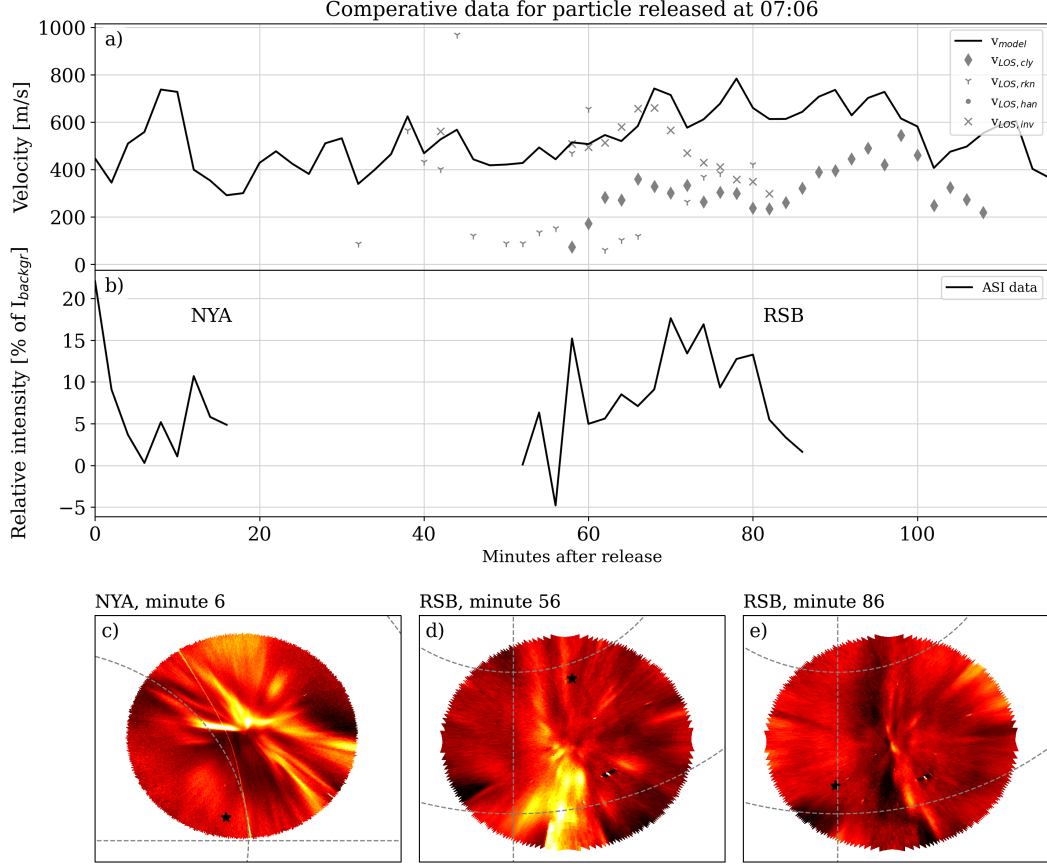 Comperative data for particle released at 07:06
a)
Velocity [m/s]
1000
800
600
400
200
0
v_model
v_LOS,cly
v_LOS,rkn
v_LOS,han
v_LOS,inv
b)
Relative intensity [% of I_backgr]
20
15
10
5
0
−5
NYA
RSB
ASI data
0 20 40 60 80 100
Minutes after release
NYA, minute 6
RSB, minute 56
RSB, minute 86
c)
d)
e)